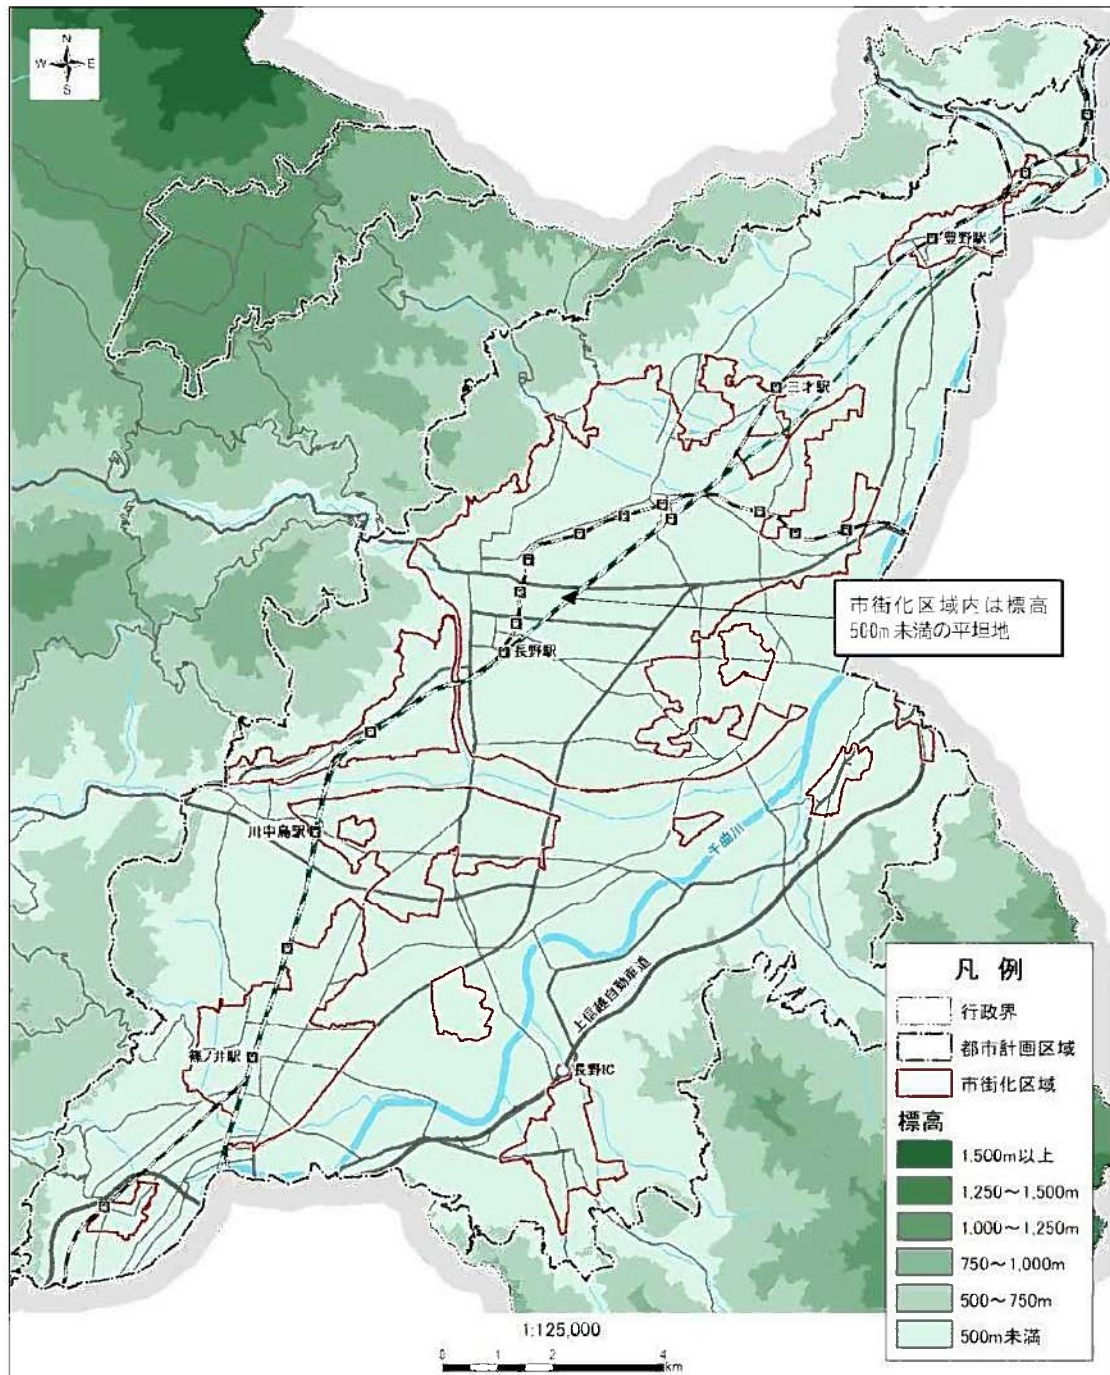 N
W E
S
豊野駅
三才駅
市街化区域内は標高
500m未満の平坦地
長野駅
川中島駅
千曲川
上信越自動車道
篠ノ井駅
長野IC
凡 例
行政界
都市計画区域
市街化区域
標高
1,500m以上
1,250～1,500m
1,000～1,250m
750～1,000m
500～750m
500m未満
1:125,000
0 1 2 4
km